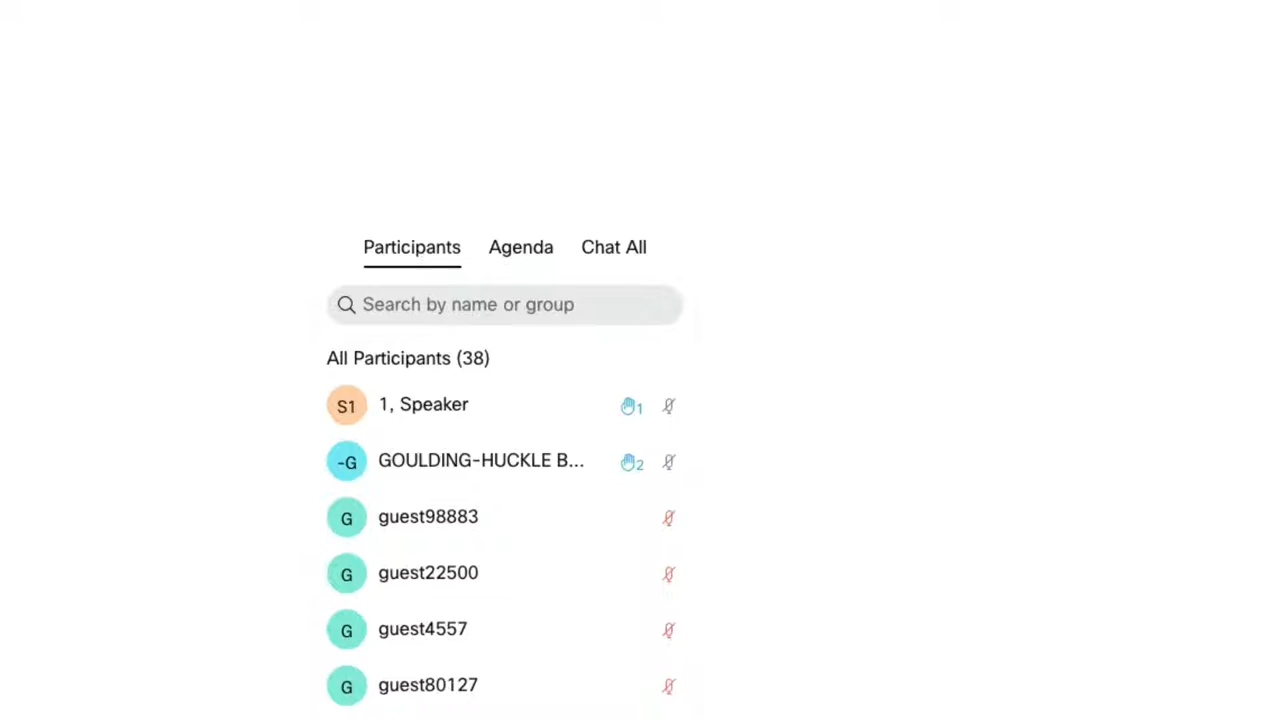 Participants Agenda Chat All
Search by name or group
All Participants (38)
S1 1, Speaker 1
-G GOULDING-HUCKLE B... 2
G guest98883
G guest22500
G guest4557
G guest80127